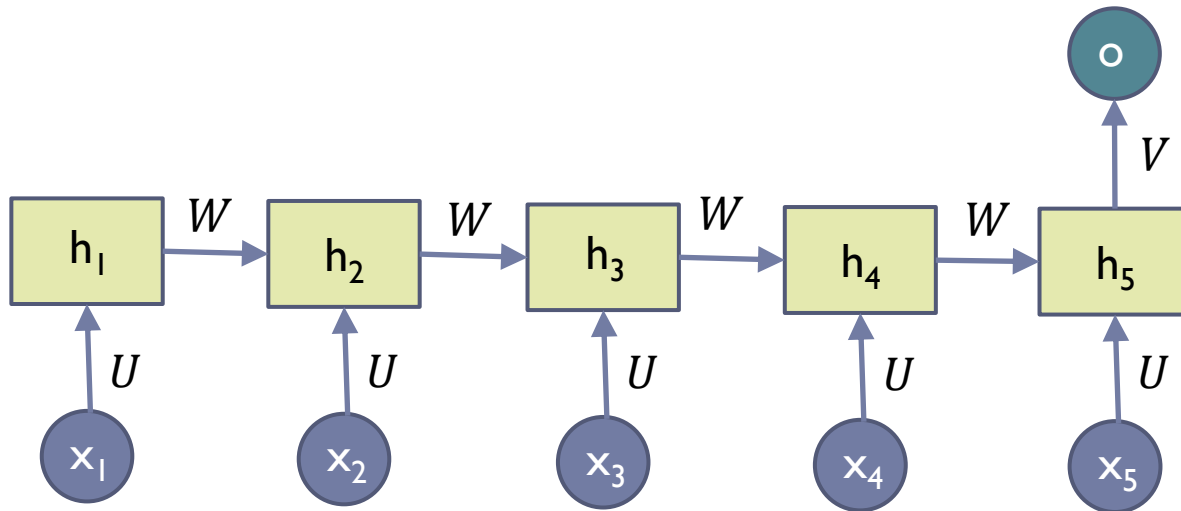 o
V
W W W W
h₁ h₂ h₃ h₄ h₅
U U U U U
x₁ x₂ x₃ x₄ x₅